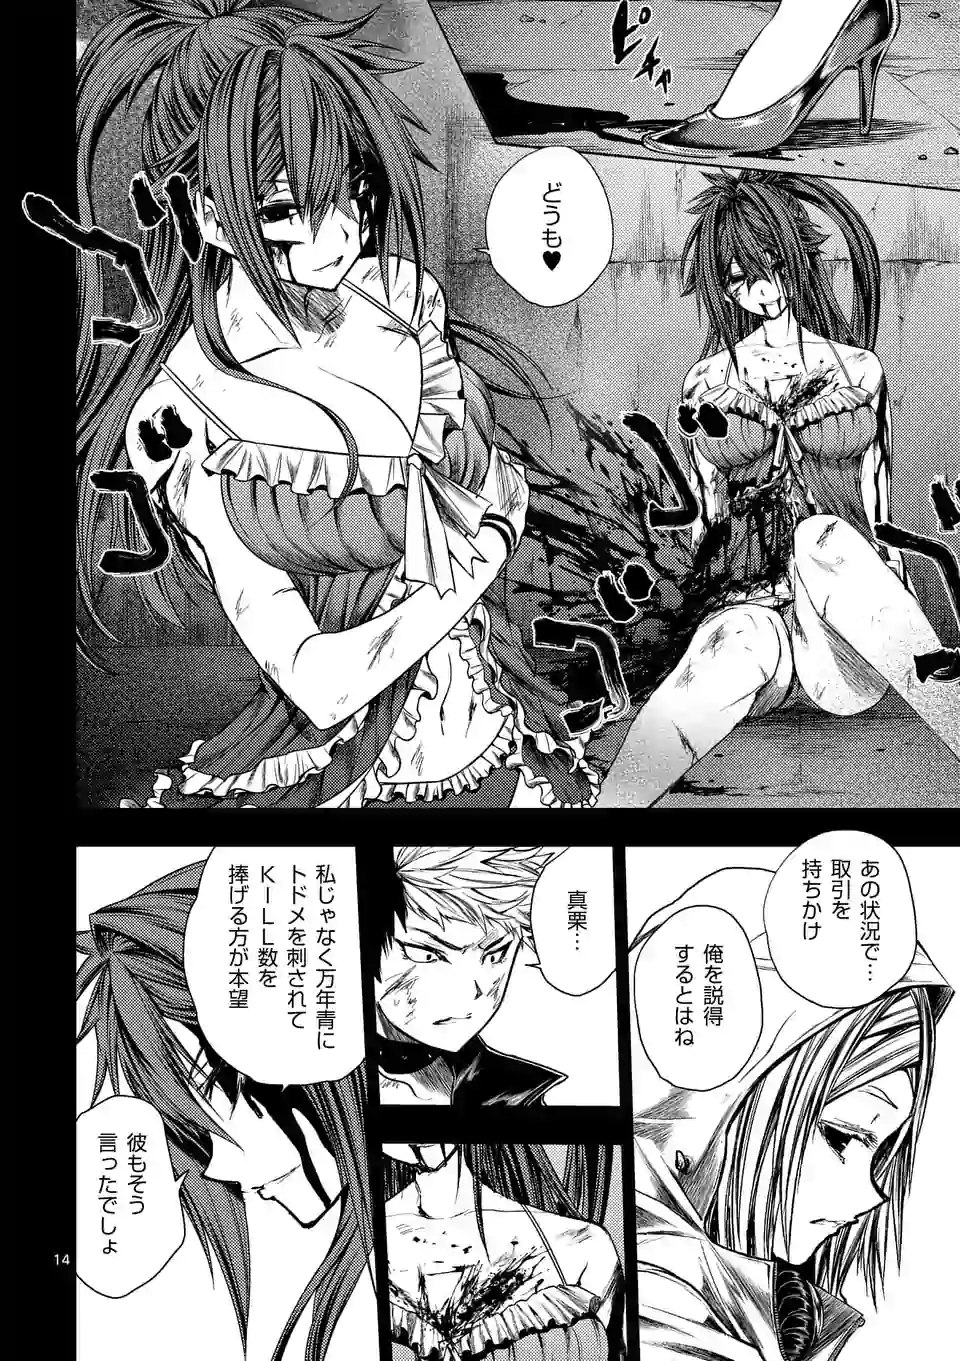 ピチャッ
どうも♥
ゴゴゴ
ゴゴゴ
あの状況で…
取引を
持ちかけ
俺を説得
するとはね
真栗…
私じゃなく万年青に
トドメを刺されて
KILL数を
捧げる方が本望
彼もそう
言ったでしょ
14